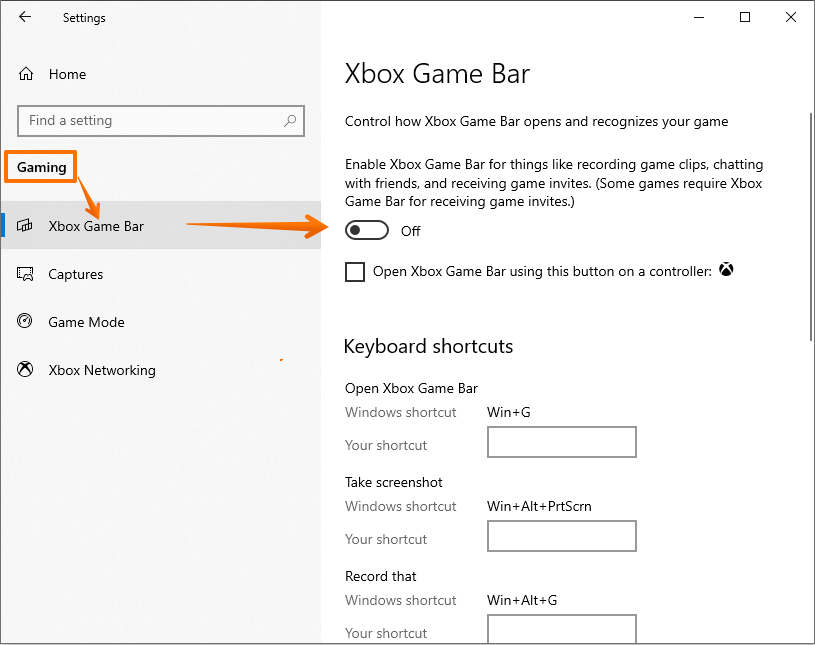 Settings
Home
Find a setting
Gaming
Xbox Game Bar
Captures
Game Mode
Xbox Networking
Xbox Game Bar
Control how Xbox Game Bar opens and recognizes your game
Enable Xbox Game Bar for things like recording game clips, chatting
with friends, and receiving game invites. (Some games require Xbox
Game Bar for receiving game invites.)
Off
Open Xbox Game Bar using this button on a controller:
Keyboard shortcuts
Open Xbox Game Bar
Windows shortcut Win+G
Your shortcut
Take screenshot
Windows shortcut Win+Alt+PrtScrn
Your shortcut
Record that
Windows shortcut Win+Alt+G
Your shortcut